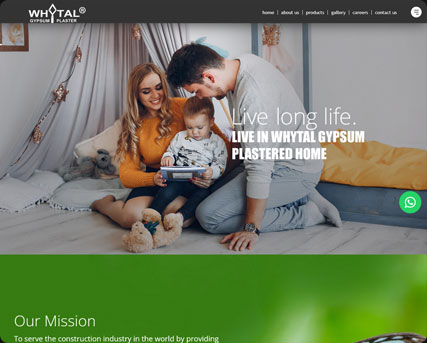 WHYTAL®
GYPSUM PLASTER
home | about us | products | gallery | careers | contact us
Live long life.
LIVE IN WHYTAL GYPSUM
PLASTERED HOME
Our Mission
To serve the construction industry in the world by providing